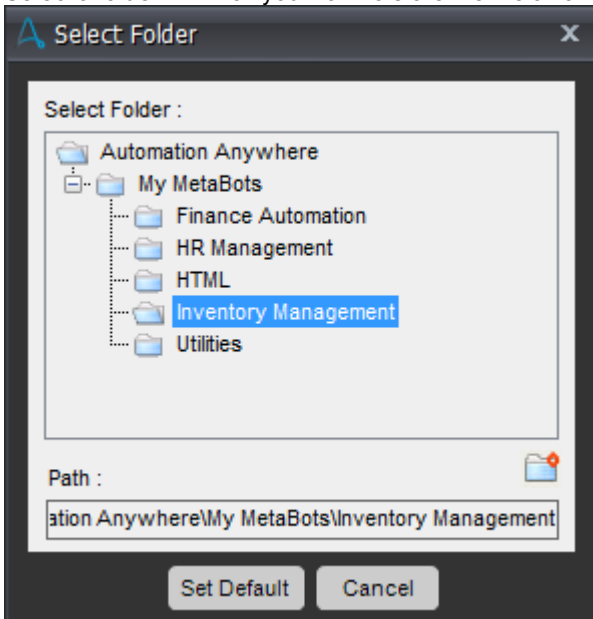 Select Folder
x
Select Folder :
Automation Anywhere
My MetaBots
Finance Automation
HR Management
HTML
Inventory Management
Utilities
Path :
ation Anywhere\My MetaBots\Inventory Management
Set Default Cancel